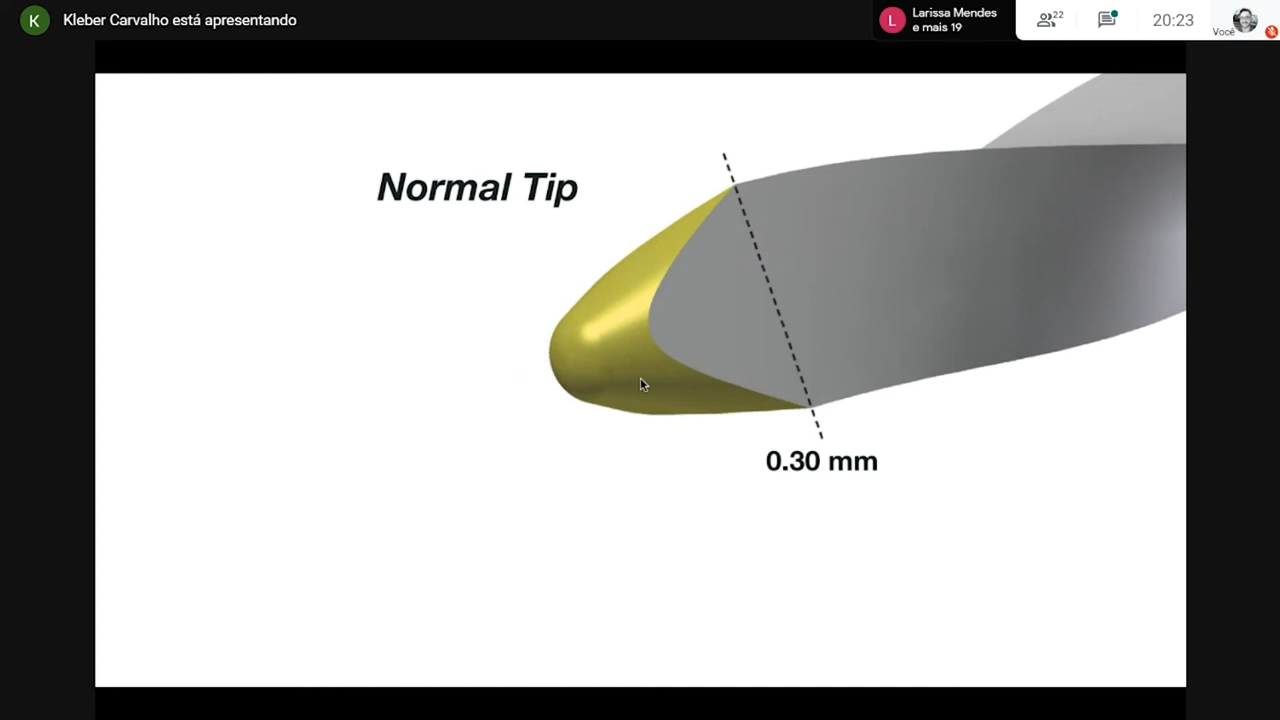 K
Kleber Carvalho está apresentando
L
Larissa Mendes
e mais 19
22
20:23
Você
Normal Tip
0.30 mm